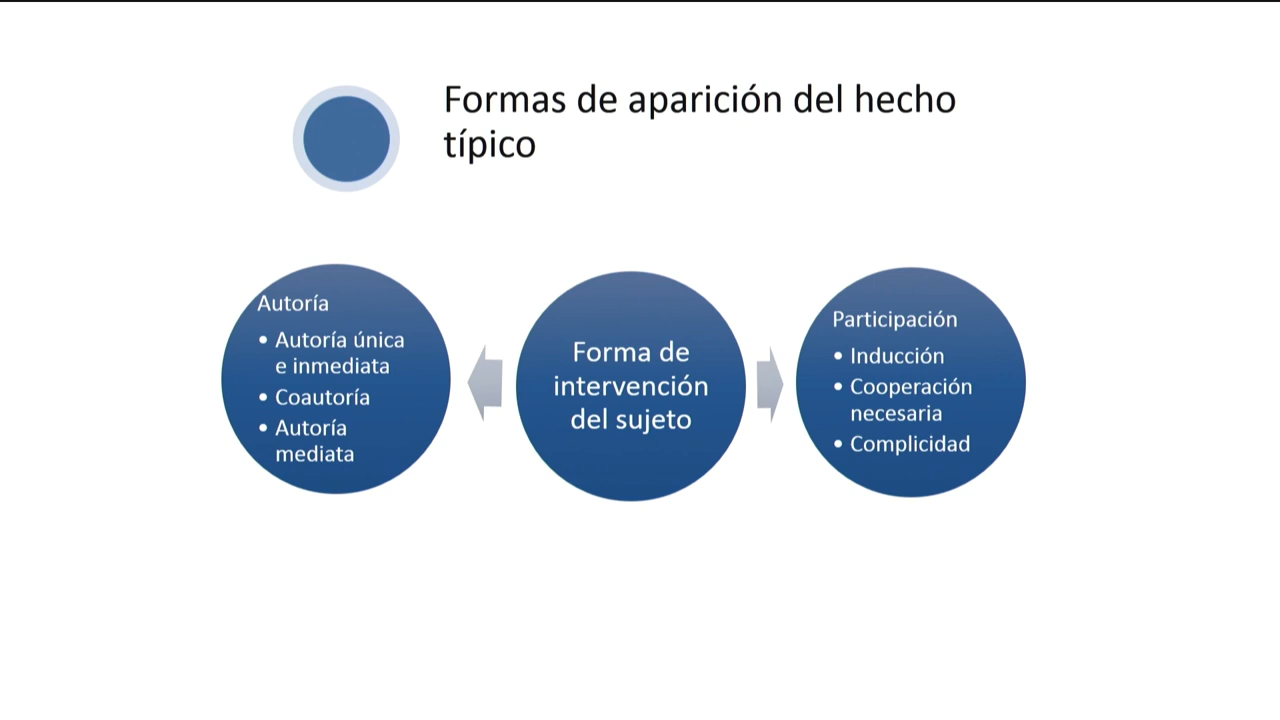 Formas de aparición del hecho
típico
Autoría
• Autoría única
e inmediata
• Coautoría
• Autoría
mediata
Forma de
intervención
del sujeto
Participación
• Inducción
• Cooperación
necesaria
• Complicidad